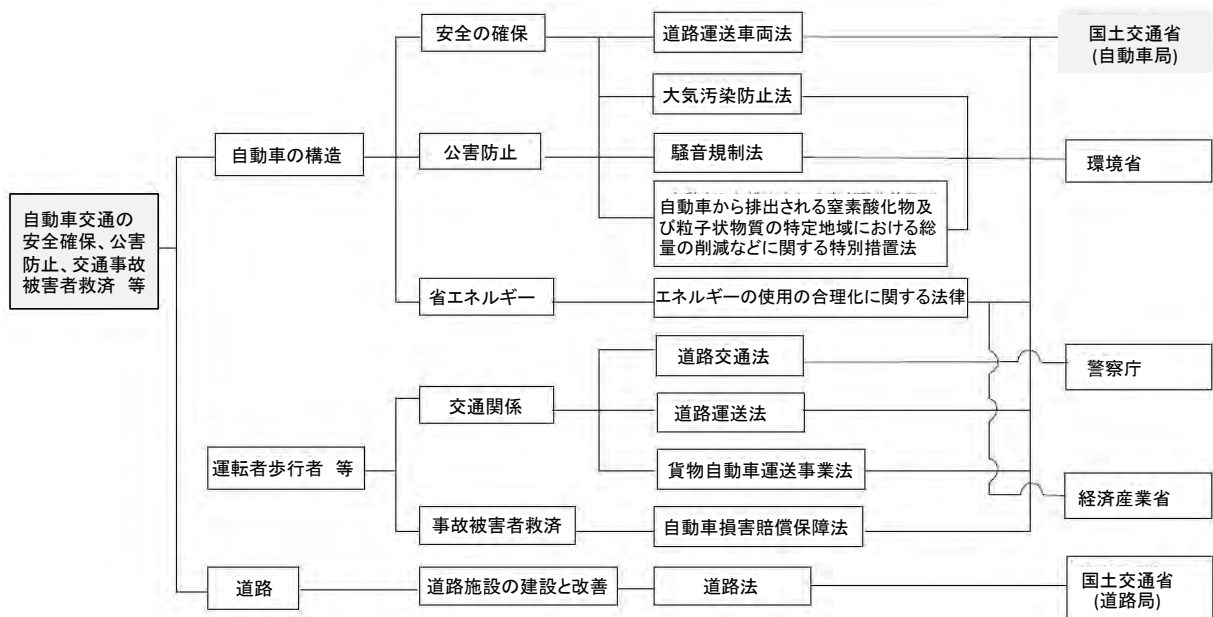 安全の確保
道路運送車両法
国土交通省
(自動車局)
大気汚染防止法
自動車の構造
公害防止
騒音規制法
環境省
自動車交通の
安全確保、公害
防止、交通事故
被害者救済 等
自動車から排出される窒素酸化物及
び粒子状物質の特定地域における総
量の削減などに関する特別措置法
省エネルギー
エネルギーの使用の合理化に関する法律
道路交通法
警察庁
交通関係
道路運送法
運転者歩行者 等
貨物自動車運送事業法
経済産業省
事故被害者救済
自動車損害賠償保障法
道路
道路施設の建設と改善
道路法
国土交通省
(道路局)